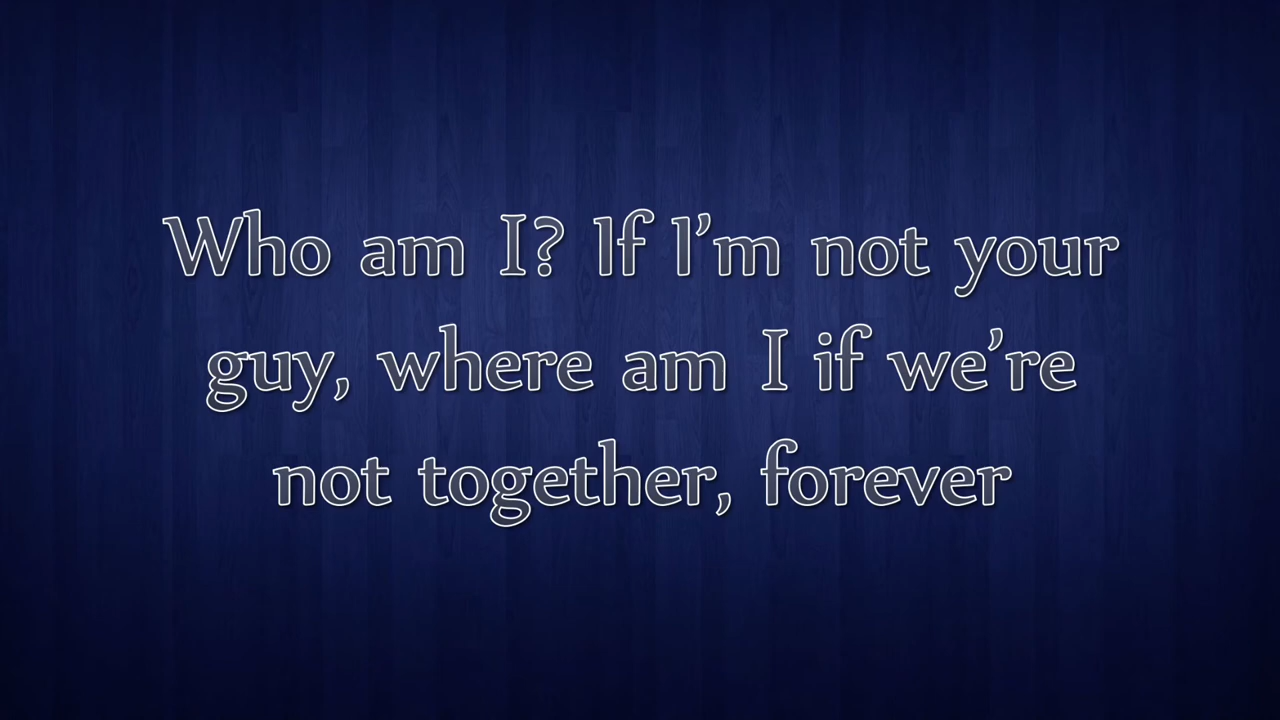 Who am I? If I’m not your
guy, where am I if we’re
not together, forever